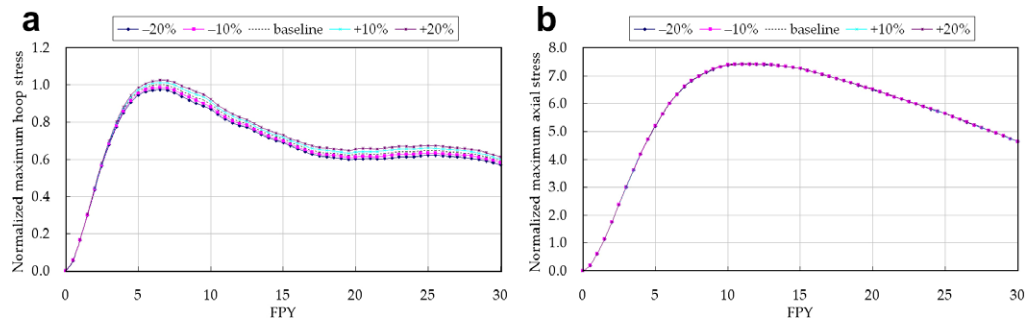 a
–20% –10% baseline +10% +20%
Normalized maximum hoop stress
1.2
1.0
0.8
0.6
0.4
0.2
0.0
0 5 10 15 20 25 30
FPY
b
–20% –10% baseline +10% +20%
Normalized maximum axial stress
8.0
7.0
6.0
5.0
4.0
3.0
2.0
1.0
0.0
0 5 10 15 20 25 30
FPY